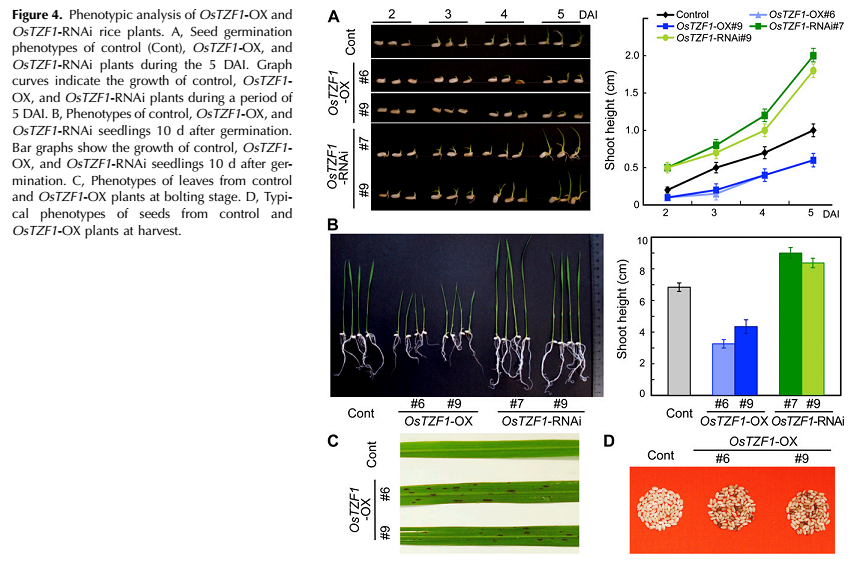 Figure 4. Phenotypic analysis of OsTZF1-OX and
OsTZF1-RNAi rice plants. A, Seed germination
phenotypes of control (Cont), OsTZF1-OX, and
OsTZF1-RNAi plants during the 5 DAI. Graph
curves indicate the growth of control, OsTZF1-
OX, and OsTZF1-RNAi plants during a period of
5 DAI. B, Phenotypes of control, OsTZF1-OX, and
OsTZF1-RNAi seedlings 10 d after germination.
Bar graphs show the growth of control, OsTZF1-
OX, and OsTZF1-RNAi seedlings 10 d after ger-
mination. C, Phenotypes of leaves from control
and OsTZF1-OX plants at bolting stage. D, Typi-
cal phenotypes of seeds from control and
OsTZF1-OX plants at harvest.
A
2 3 4 5 DAI
Cont
OsTZF1
-OX
#6
#9
OsTZF1
-RNAi
#7
#9
Control
OsTZF1-OX#6
OsTZF1-OX#9
OsTZF1-RNAi#7
OsTZF1-RNAi#9
Shoot height (cm)
2.0
1.5
1.0
0.5
0
2 3 4 5 DAI
B
Cont
#6 #9 #7 #9
OsTZF1-OX OsTZF1-RNAi
Shoot height (cm)
10
8
6
4
2
0
Cont
#6 #9 #7 #9
OsTZF1-OX OsTZF1-RNAi
C
Cont
OsTZF1
-OX
#6
#9
D
OsTZF1-OX
Cont #6 #9